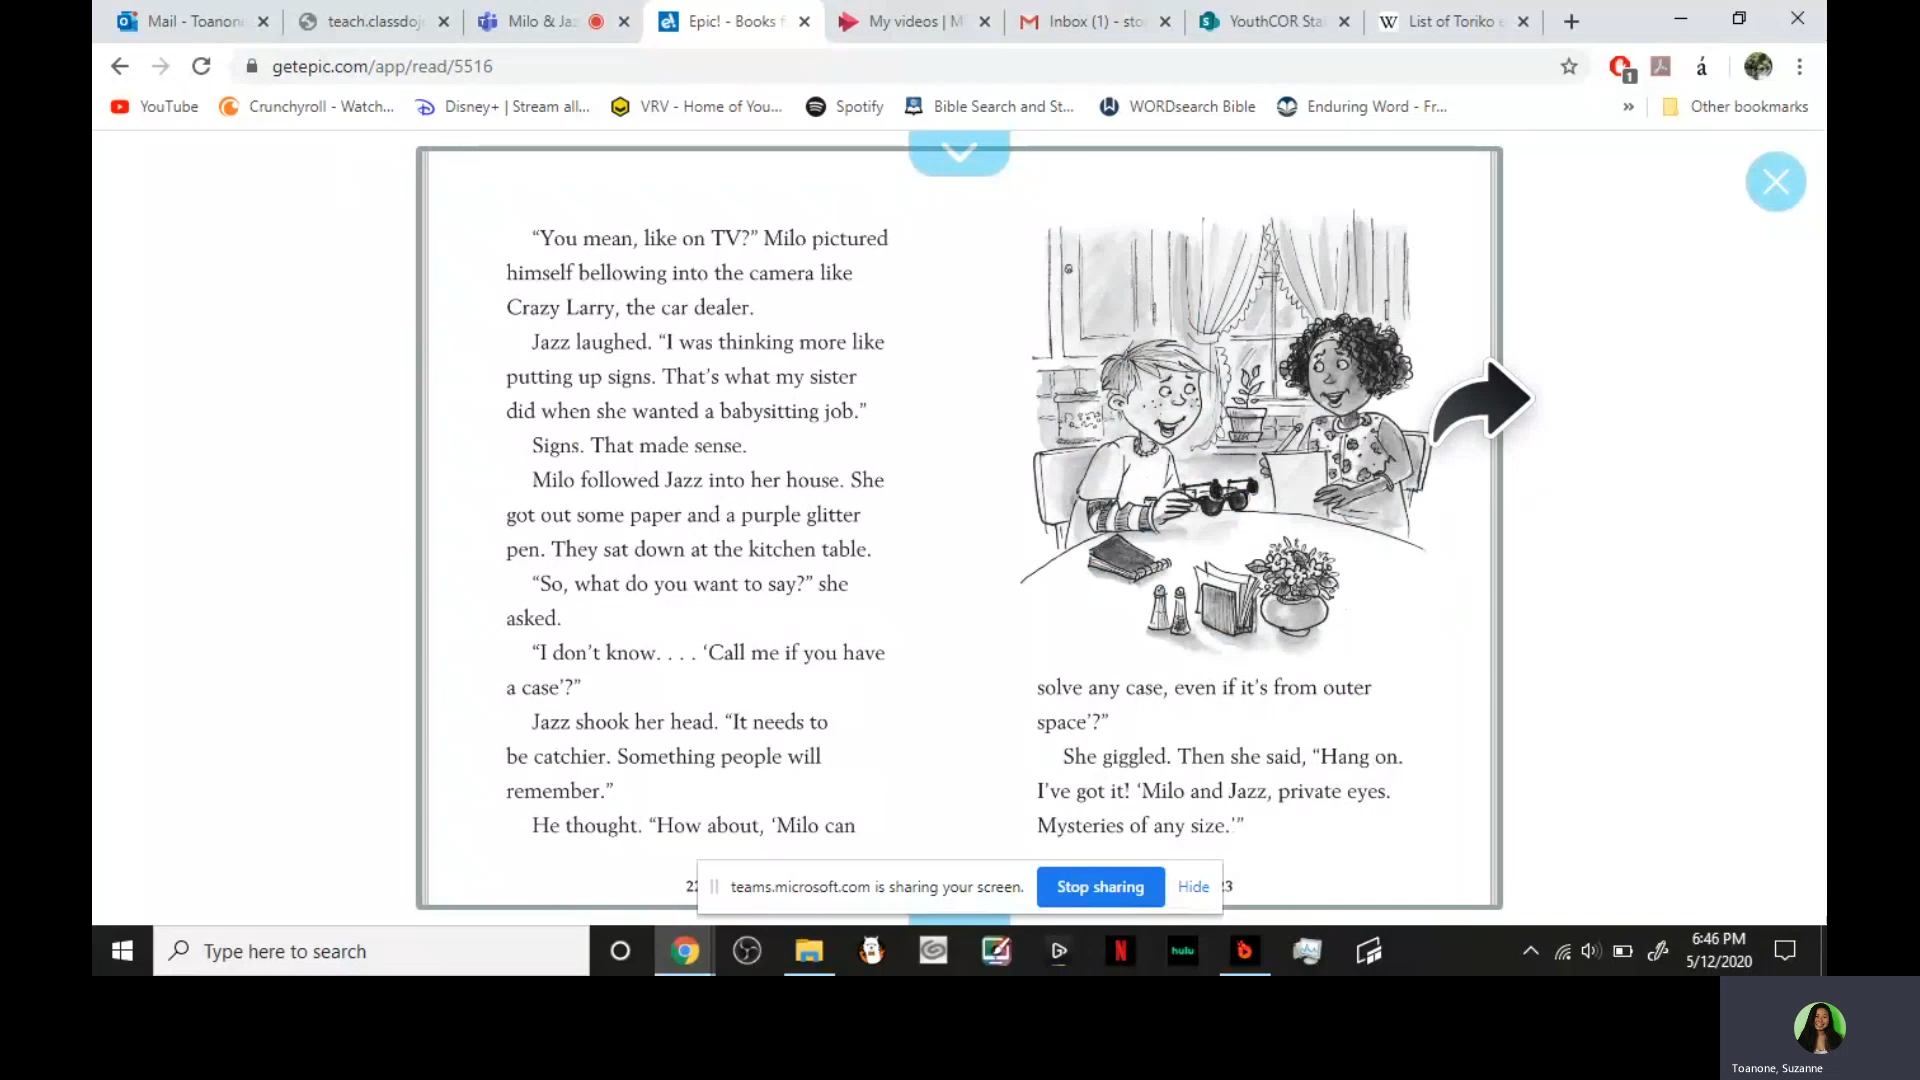 Mail - Toanone
teach.classdojo
Milo & Jaz
Epic! - Books f
My videos | M
Inbox (1) - sto
YouthCOR Sta
List of Toriko e
getepic.com/app/read/5516
1
YouTube
Crunchyroll - Watch...
Disney+ | Stream all...
VRV - Home of You...
Spotify
Bible Search and St...
WORDsearch Bible
Enduring Word - Fr...
»
Other bookmarks
“You mean, like on TV?” Milo pictured
himself bellowing into the camera like
Crazy Larry, the car dealer.
Jazz laughed. “I was thinking more like
putting up signs. That’s what my sister
did when she wanted a babysitting job.”
Signs. That made sense.
Milo followed Jazz into her house. She
got out some paper and a purple glitter
pen. They sat down at the kitchen table.
“So, what do you want to say?” she
asked.
“I don’t know. . . . ‘Call me if you have
a case’?”
Jazz shook her head. “It needs to
be catchier. Something people will
remember.”
He thought. “How about, ‘Milo can
solve any case, even if it’s from outer
space’?”
She giggled. Then she said, “Hang on.
I’ve got it! ‘Milo and Jazz, private eyes.
Mysteries of any size.’”
teams.microsoft.com is sharing your screen.
Stop sharing
Hide
Type here to search
N
hulu
6:46 PM
5/12/2020
Toanone, Suzanne